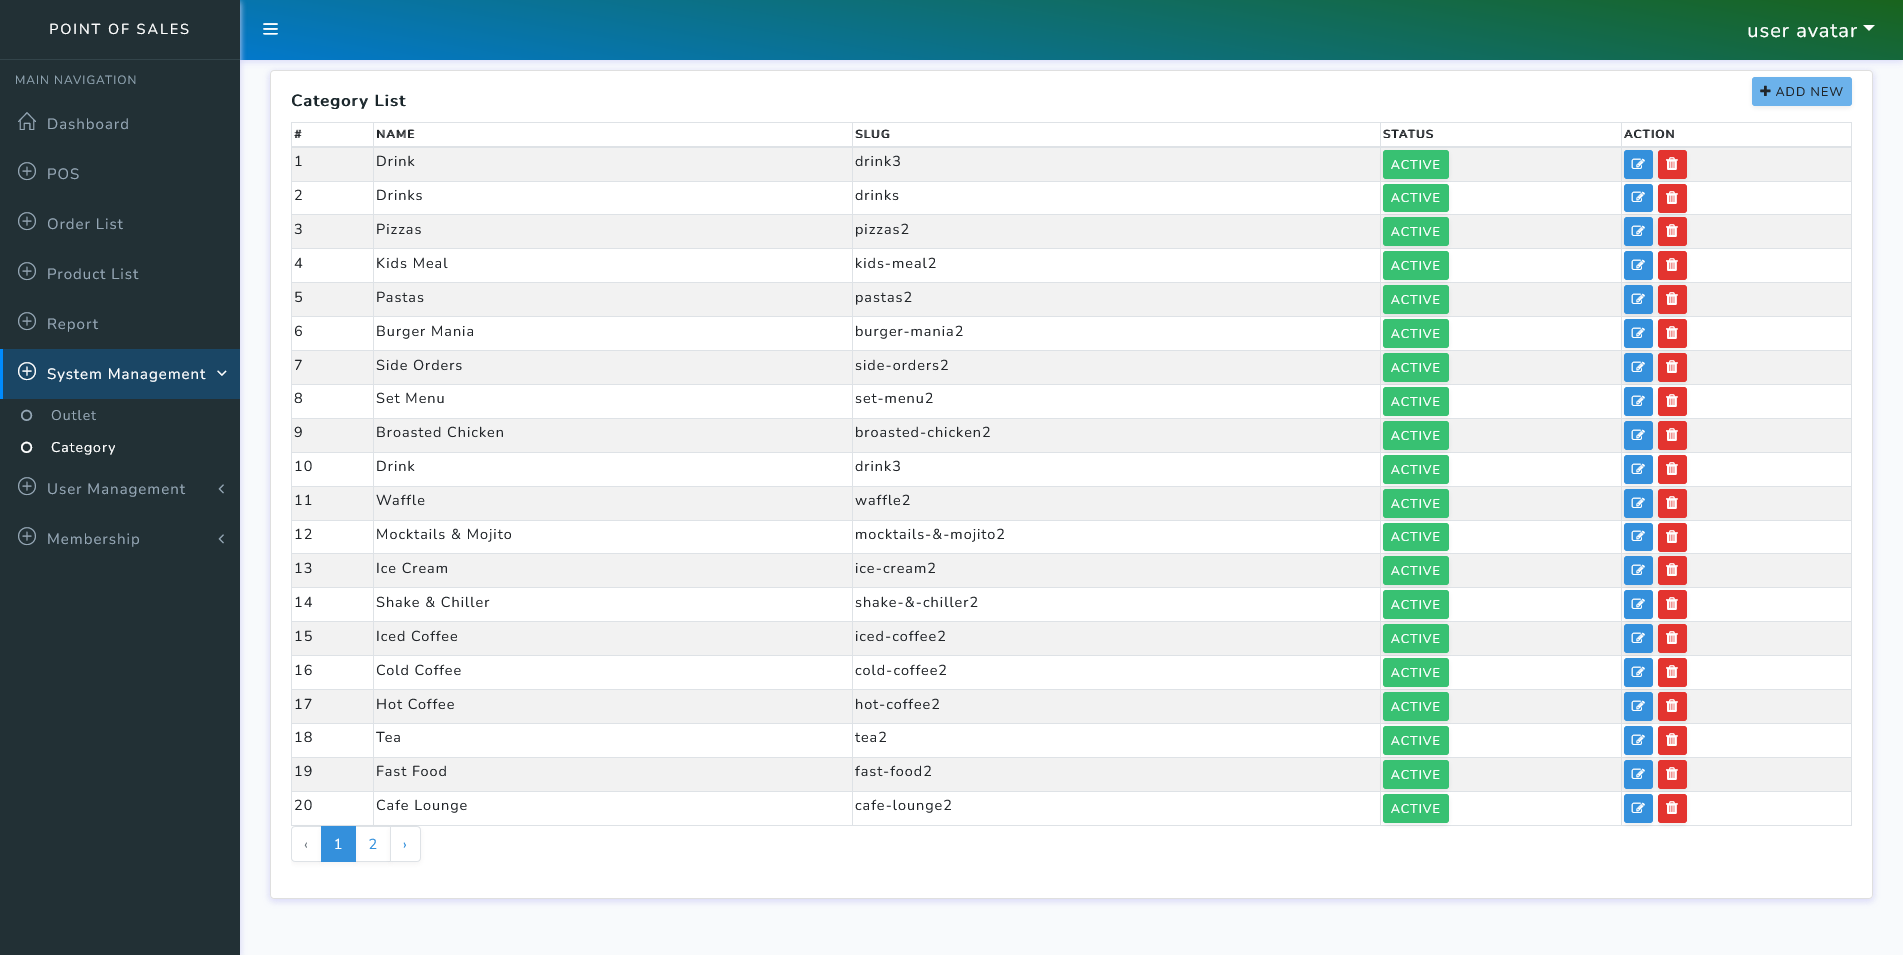 POINT OF SALES
user avatar
MAIN NAVIGATION
Dashboard
POS
Order List
Product List
Report
System Management
Outlet
Category
User Management
Membership
Category List
ADD NEW
# NAME SLUG STATUS ACTION
1 Drink drink3 ACTIVE
2 Drinks drinks ACTIVE
3 Pizzas pizzas2 ACTIVE
4 Kids Meal kids-meal2 ACTIVE
5 Pastas pastas2 ACTIVE
6 Burger Mania burger-mania2 ACTIVE
7 Side Orders side-orders2 ACTIVE
8 Set Menu set-menu2 ACTIVE
9 Broasted Chicken broasted-chicken2 ACTIVE
10 Drink drink3 ACTIVE
11 Waffle waffle2 ACTIVE
12 Mocktails & Mojito mocktails-&-mojito2 ACTIVE
13 Ice Cream ice-cream2 ACTIVE
14 Shake & Chiller shake-&-chiller2 ACTIVE
15 Iced Coffee iced-coffee2 ACTIVE
16 Cold Coffee cold-coffee2 ACTIVE
17 Hot Coffee hot-coffee2 ACTIVE
18 Tea tea2 ACTIVE
19 Fast Food fast-food2 ACTIVE
20 Cafe Lounge cafe-lounge2 ACTIVE
‹ 1 2 ›